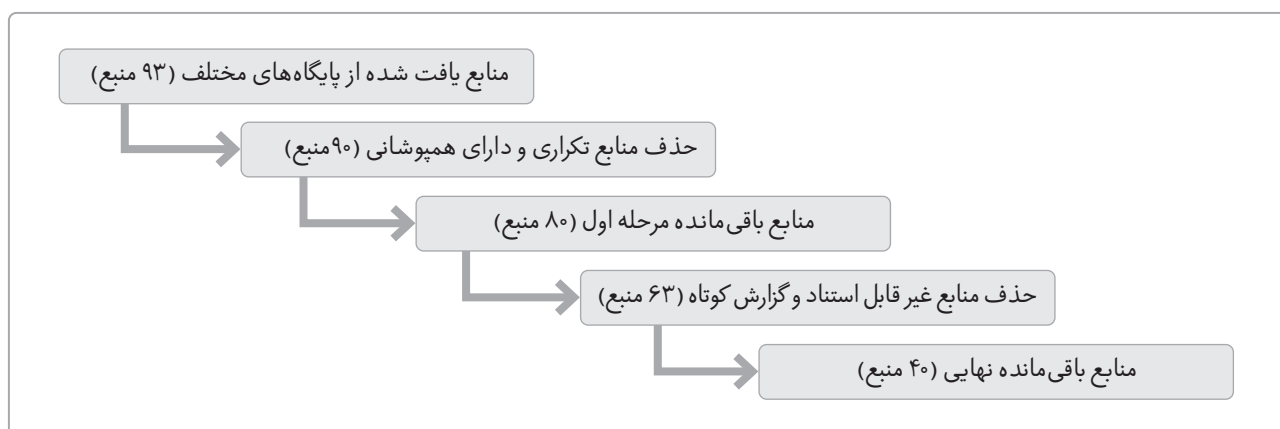 منابع یافت شده از پایگاه‌های مختلف (۹۳ منبع)
حذف منابع تکراری و دارای همپوشانی (۹۰منبع)
منابع باقی‌مانده مرحله اول (۸۰ منبع)
حذف منابع غیر قابل استناد و گزارش کوتاه (۶۳ منبع)
منابع باقی‌مانده نهایی (۴۰ منبع)